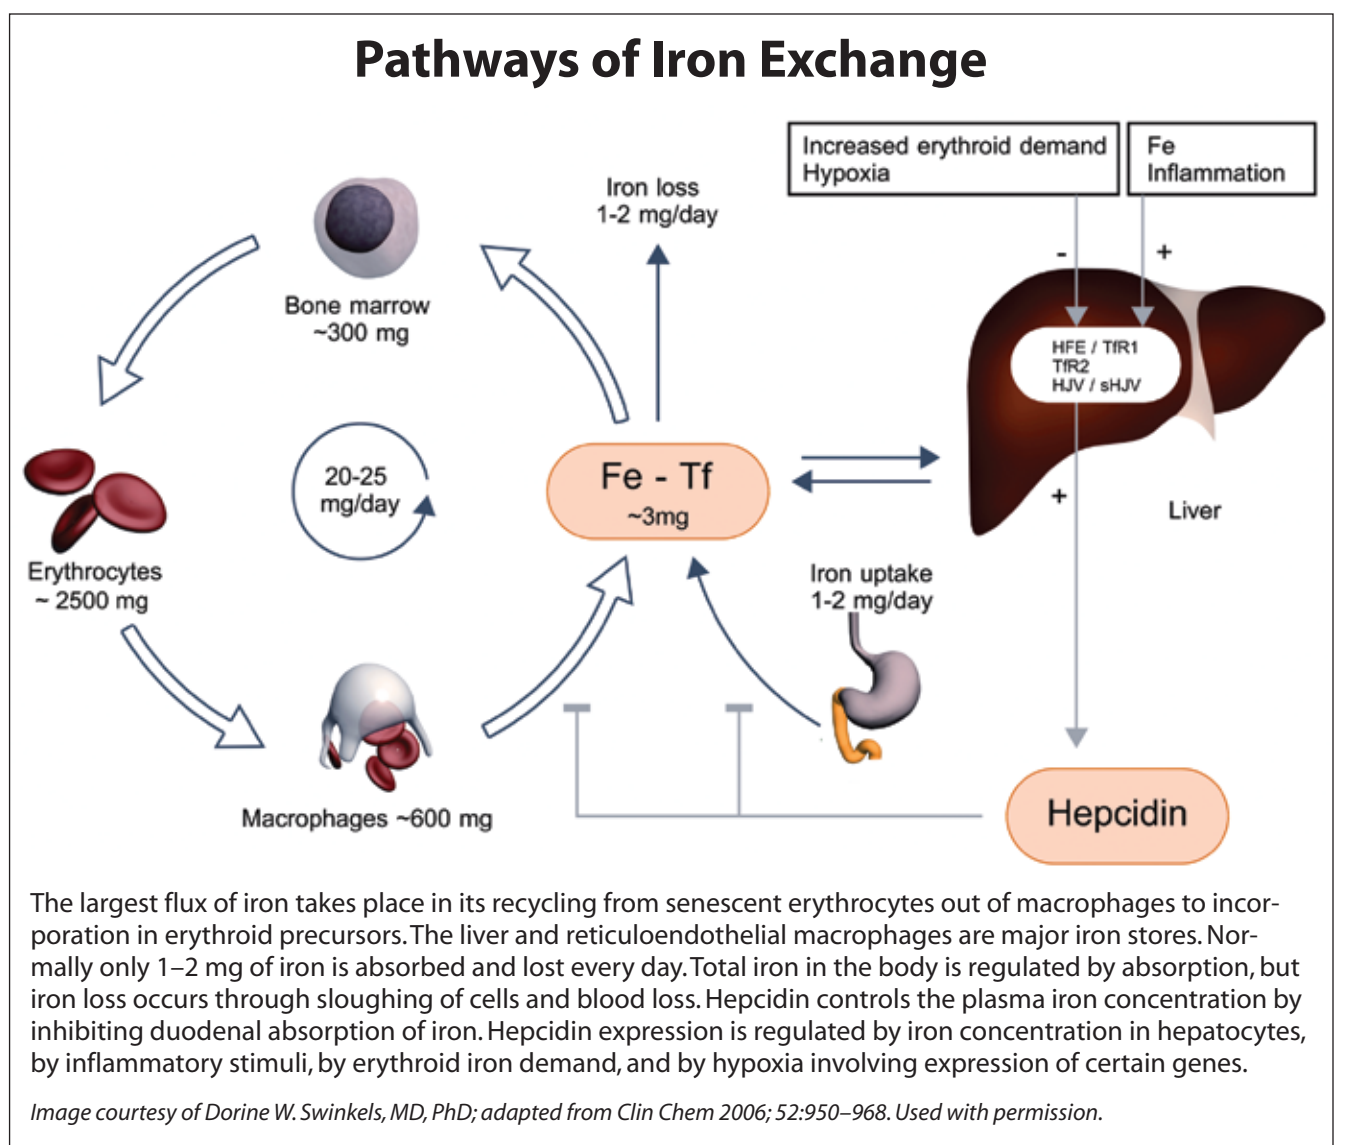 Pathways of Iron Exchange
Increased erythroid demand
Hypoxia
Fe
Inflammation
Iron loss
1-2 mg/day
-
+
Bone marrow
~300 mg
HFE / TfR1
TfR2
HJV / sHJV
20-25
mg/day
Fe - Tf
~3mg
+
Liver
Erythrocytes
~ 2500 mg
Iron uptake
1-2 mg/day
Macrophages ~600 mg
Hepcidin
The largest flux of iron takes place in its recycling from senescent erythrocytes out of macrophages to incor-
poration in erythroid precursors. The liver and reticuloendothelial macrophages are major iron stores. Nor-
mally only 1–2 mg of iron is absorbed and lost every day. Total iron in the body is regulated by absorption, but
iron loss occurs through sloughing of cells and blood loss. Hepcidin controls the plasma iron concentration by
inhibiting duodenal absorption of iron. Hepcidin expression is regulated by iron concentration in hepatocytes,
by inflammatory stimuli, by erythroid iron demand, and by hypoxia involving expression of certain genes.
Image courtesy of Dorine W. Swinkels, MD, PhD; adapted from Clin Chem 2006; 52:950–968. Used with permission.